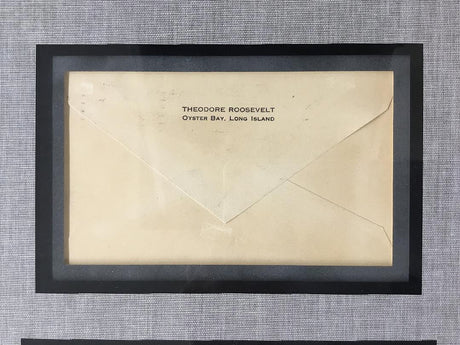 THEODORE ROOSEVELT
OYSTER BAY, LONG ISLAND